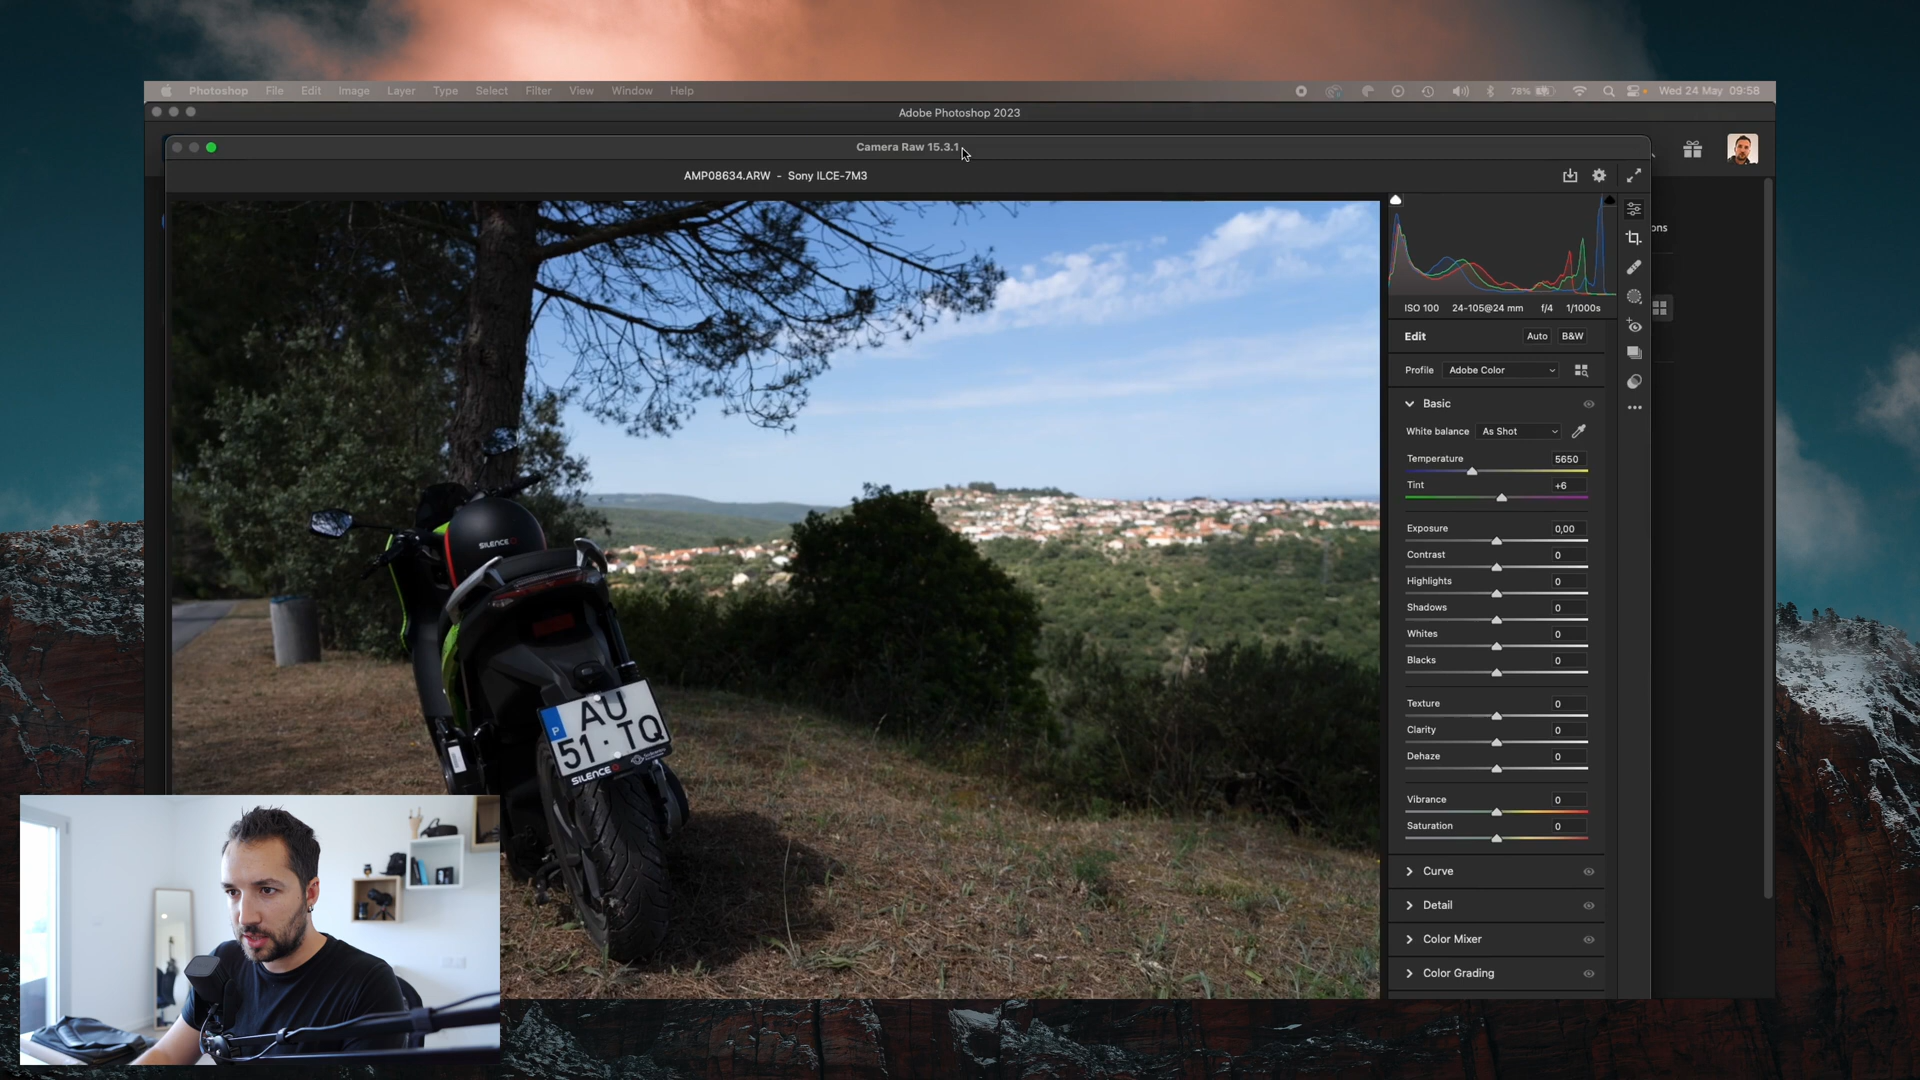 Photoshop File Edit Image Layer Type Select Filter View Window Help 78% Wed 24 May 09:58
Adobe Photoshop 2023
Camera Raw 15.3.1
AMP08634.ARW - Sony ILCE-7M3
ons
ISO 100 24-105@24 mm f/4 1/1000s
Edit Auto B&W
Profile Adobe Color
Basic
White balance As Shot
Temperature 5650
Tint +6
Exposure 0,00
Contrast 0
Highlights 0
Shadows 0
Whites 0
Blacks 0
Texture 0
Clarity 0
Dehaze 0
Vibrance 0
Saturation 0
Curve
Detail
Color Mixer
Color Grading
SILENCE
P AU
51·TQ
SILENCE